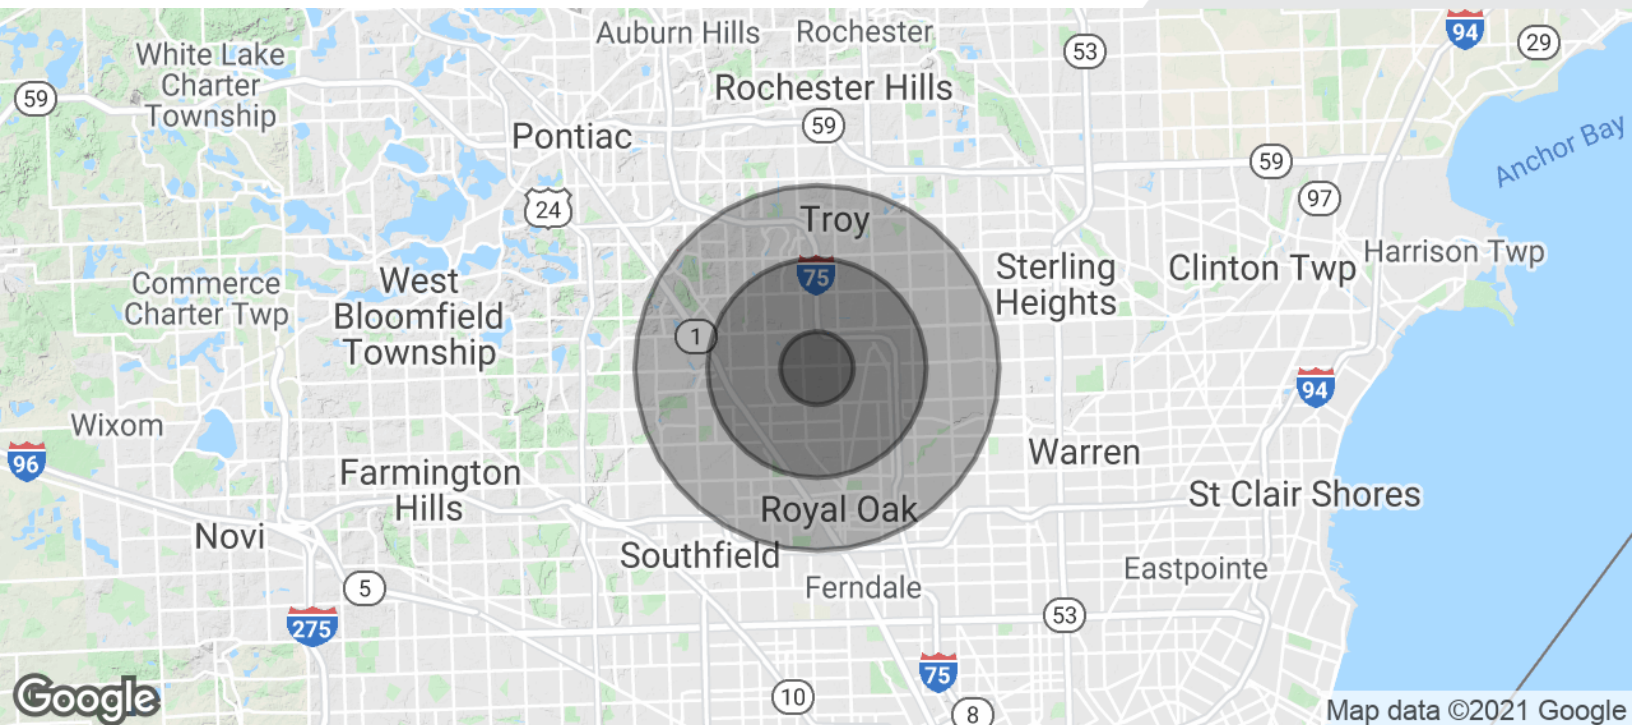 Auburn Hills
Rochester
94
29
53
White Lake
Charter
Township
59
Rochester Hills
Pontiac
59
Anchor Bay
59
97
24
Troy
Harrison Twp
Sterling
Heights
Clinton Twp
75
West
Bloomfield
Township
Commerce
Charter Twp
1
94
Wixom
96
Warren
Farmington
Hills
St Clair Shores
Royal Oak
Novi
Southfield
Eastpointe
5
Ferndale
53
275
75
Google
10
8
Map data ©2021 Google